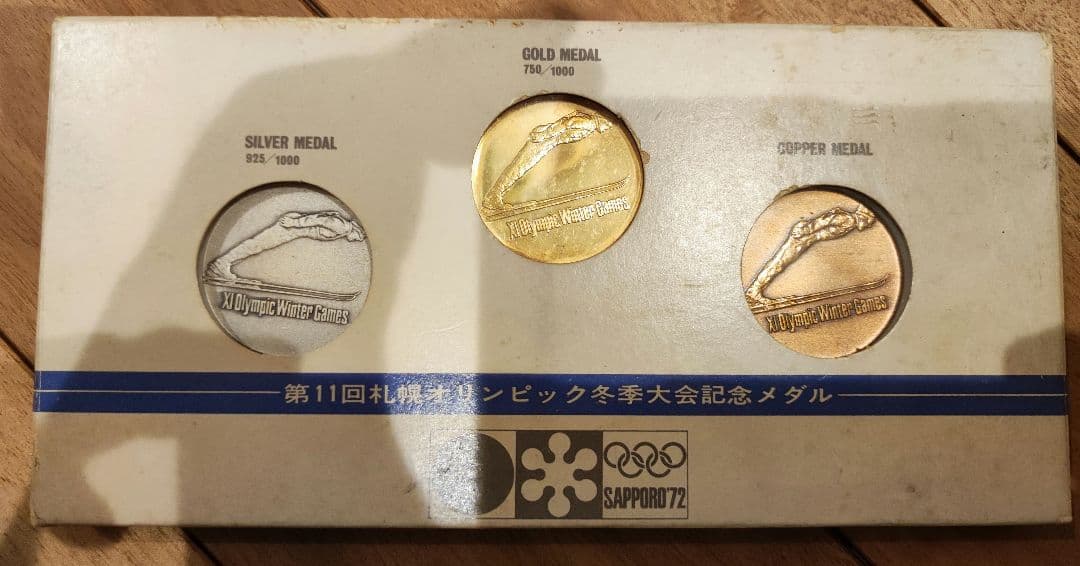 GOLD MEDAL
750/1000
SILVER MEDAL
925/1000
COPPER MEDAL
XI Olympic Winter Games
XI Olympic Winter Games
XI Olympic Winter Games
第11回札幌オリンピック冬季大会記念メダル
SAPPORO'72